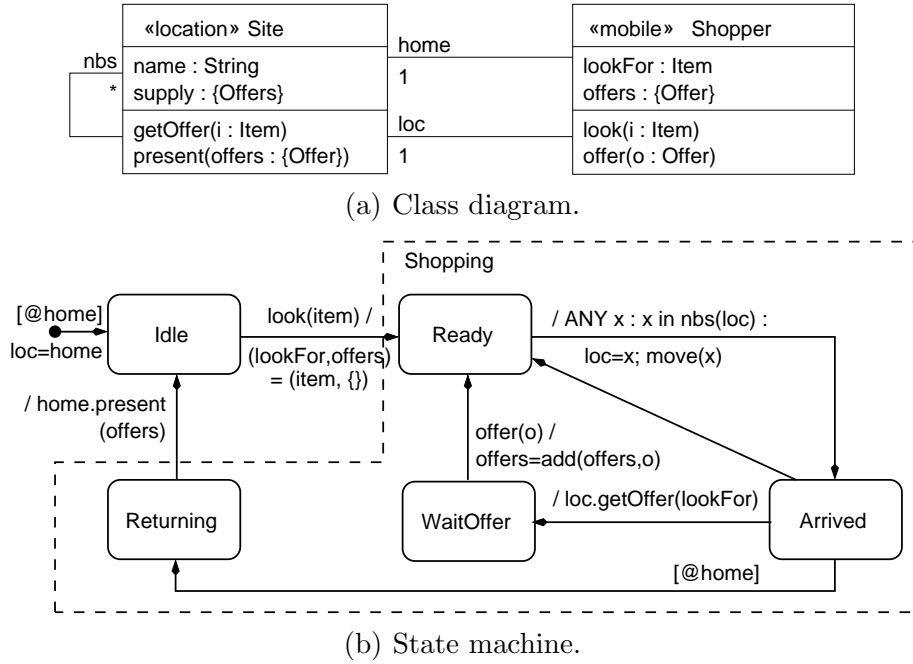 «location» Site
«mobile» Shopper
nbs
*
name : String
supply : {Offers}
home
1
lookFor : Item
offers : {Offer}
getOffer(i : Item)
present(offers : {Offer})
loc
1
look(i : Item)
offer(o : Offer)
(a) Class diagram.
Shopping
[@home]
loc=home
Idle
look(item) /
(lookFor,offers)
= (item, {})
Ready
/ ANY x : x in nbs(loc) :
loc=x; move(x)
/ home.present
(offers)
offer(o) /
offers=add(offers,o)
Returning
WaitOffer
/ loc.getOffer(lookFor)
Arrived
[@home]
(b) State machine.